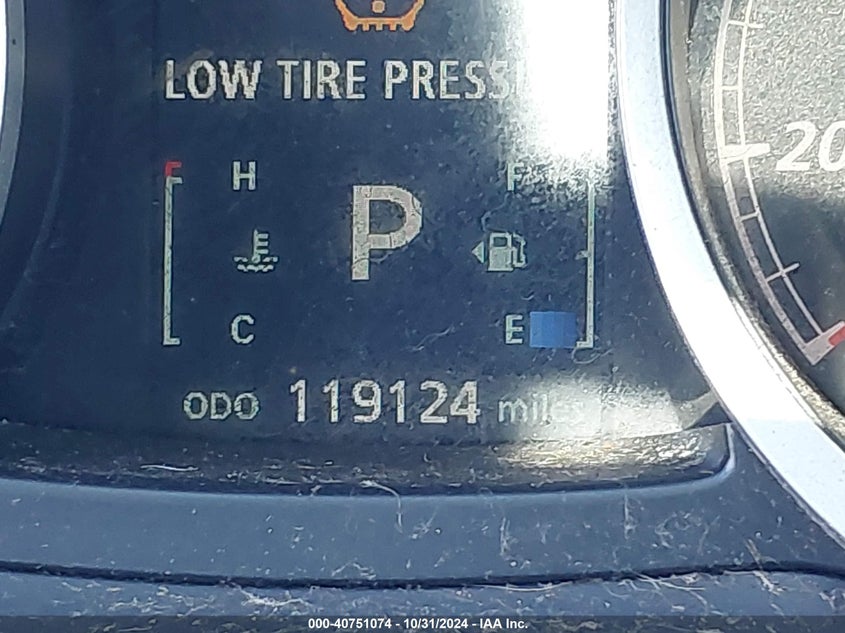 LOW TIRE PRESS
H P F
20
C E
ODO 119124 miles
000-40751074 - 10/31/2024 - IAA Inc.